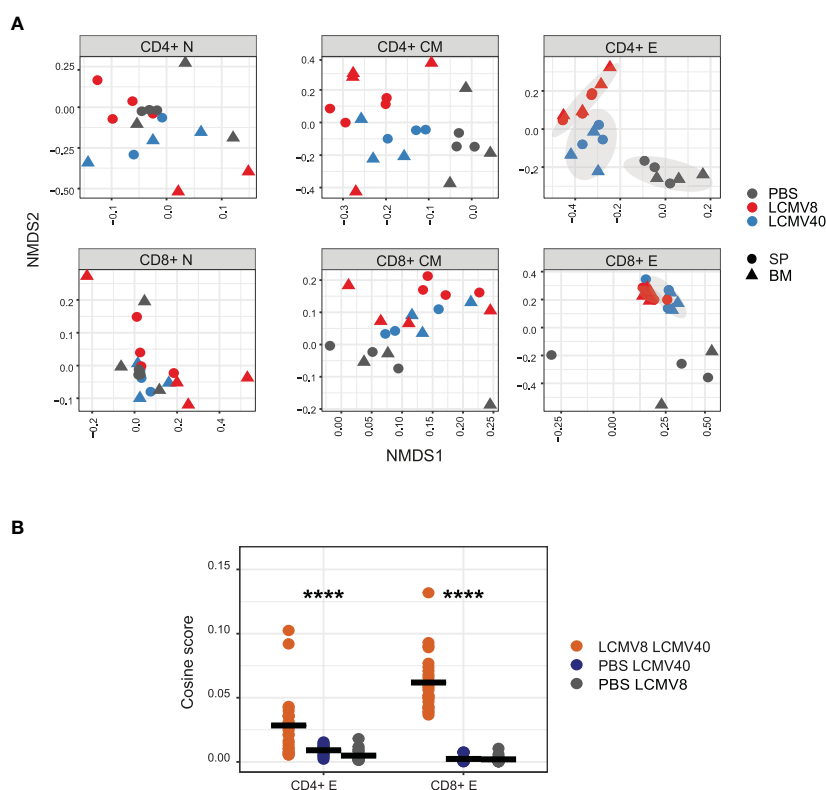 A
CD4+ N
CD4+ CM
CD4+ E
0.25
0.00
−0.25
−0.50
−0.1
0.0
0.1
0.4
0.2
0.0
−0.2
−0.4
−0.3
−0.2
−0.1
0.0
0.2
0.0
−0.2
−0.4
−0.2
0.0
0.2
NMDS2
PBS
LCMV8
LCMV40
SP
BM
CD8+ N
CD8+ CM
CD8+ E
0.2
0.1
0.0
−0.1
−0.2
0.0
0.2
0.4
0.2
0.1
0.0
−0.1
−0.2
0.00
0.05
0.10
0.15
0.20
0.25
0.4
0.2
0.0
−0.2
−0.4
−0.25
0.00
0.25
0.50
NMDS1
B
Cosine score
0.15
0.10
0.05
0.00
****
****
CD4+ E
CD8+ E
LCMV8 LCMV40
PBS LCMV40
PBS LCMV8